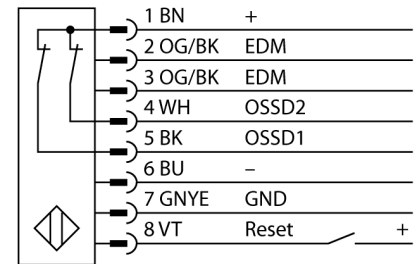 1 BN +
2 OG/BK EDM
3 OG/BK EDM
4 WH OSSD2
5 BK OSSD1
6 BU –
7 GNYE GND
8 VT Reset +